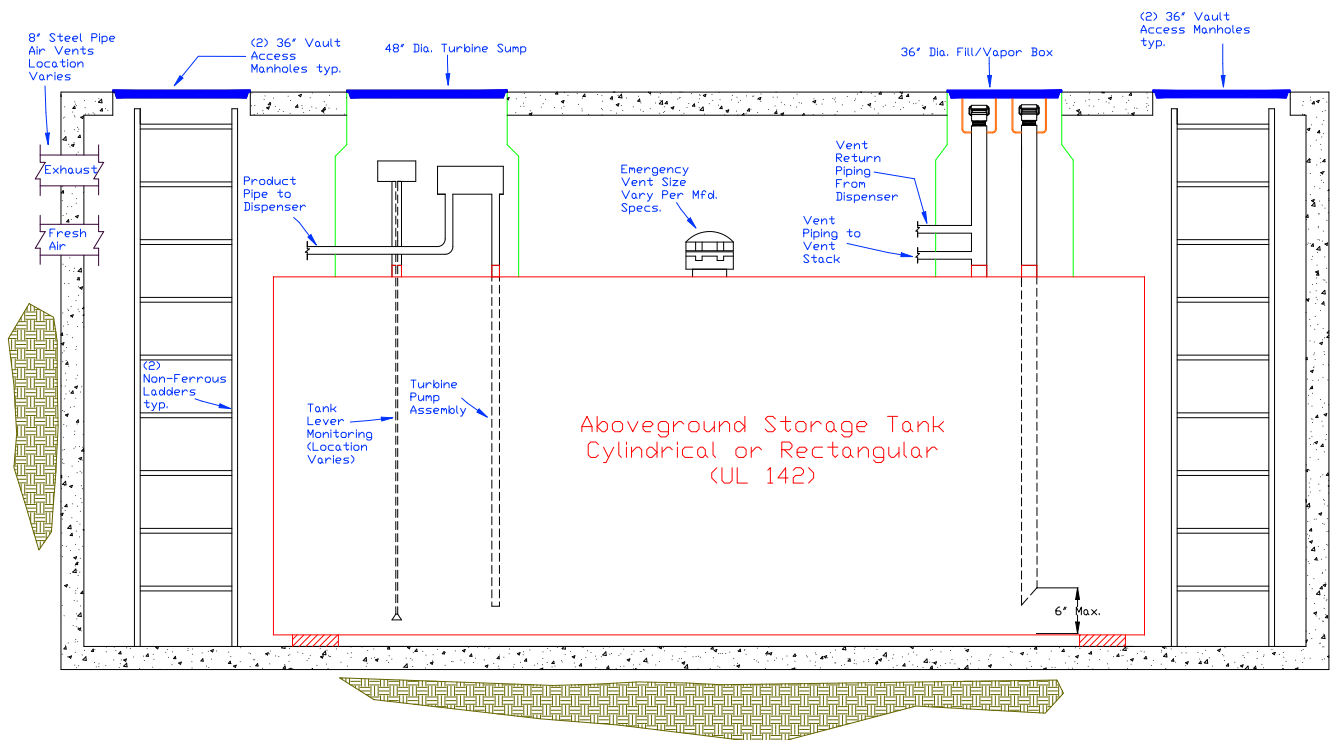 8" Steel Pipe
Air Vents
Location
Varies
(2) 36" Vault
Access
Manholes typ.
48" Dia. Turbine Sump
36" Dia. Fill/Vapor Box
(2) 36" Vault
Access Manholes
typ.
Exhaust
Fresh
Air
Product
Pipe to
Dispenser
Emergency
Vent Size
Vary Per Mfd.
Specs.
Vent
Return
Piping
From
Dispenser
Vent
Piping to
Vent
Stack
(2)
Non-Ferrous
Ladders
typ.
Tank
Lever
Monitoring
(Location
Varies)
Turbine
Pump
Assembly
Aboveground Storage Tank
Cylindrical or Rectangular
(UL 142)
6" Max.